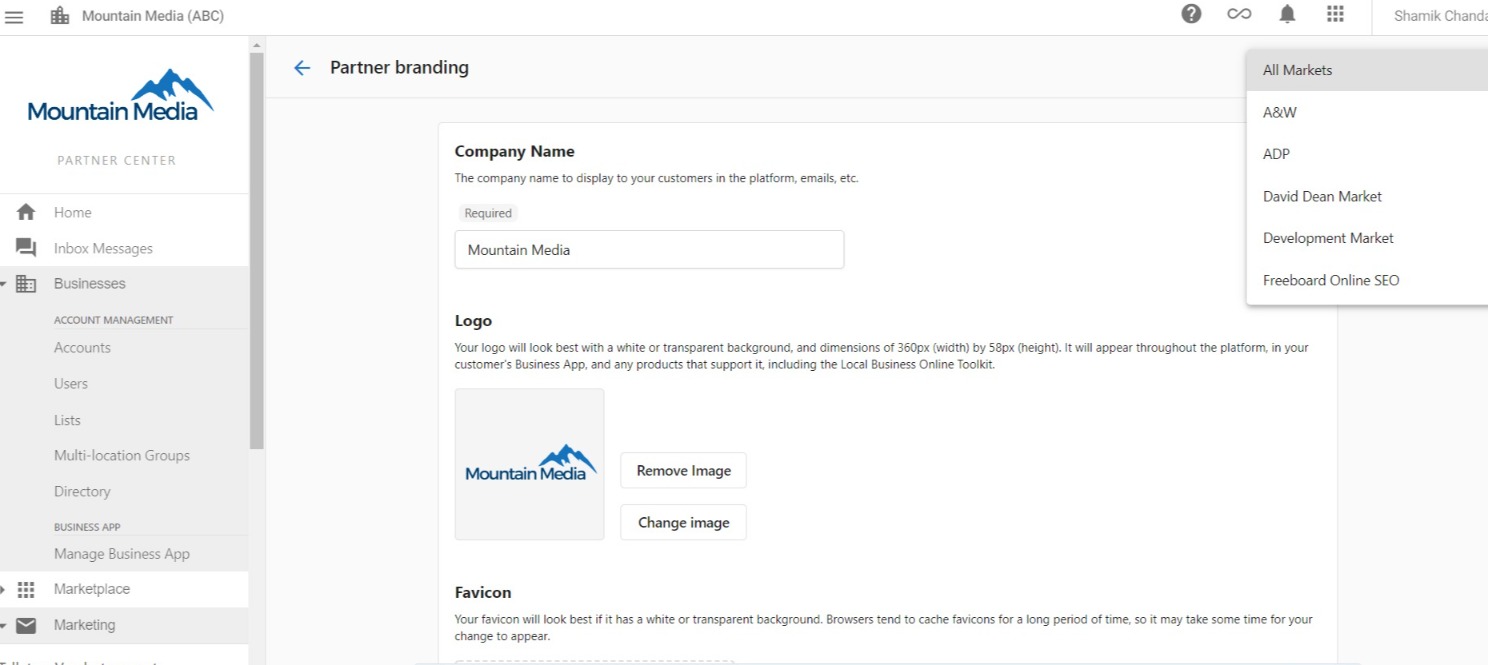 Mountain Media (ABC)
Shamik Chanda
Mountain Media
PARTNER CENTER
Home
Inbox Messages
Businesses
ACCOUNT MANAGEMENT
Accounts
Users
Lists
Multi-location Groups
Directory
BUSINESS APP
Manage Business App
Marketplace
Marketing
Partner branding
All Markets
A&W
ADP
David Dean Market
Development Market
Freeboard Online SEO
Company Name
The company name to display to your customers in the platform, emails, etc.
Required
Mountain Media
Logo
Your logo will look best with a white or transparent background, and dimensions of 360px (width) by 58px (height). It will appear throughout the platform, in your
customer's Business App, and any products that support it, including the Local Business Online Toolkit.
Mountain Media
Remove Image
Change image
Favicon
Your favicon will look best if it has a white or transparent background. Browsers tend to cache favicons for a long period of time, so it may take some time for your
change to appear.